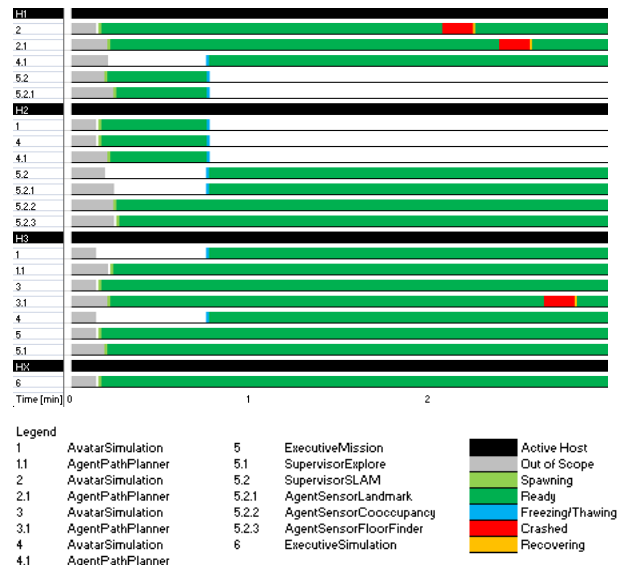 H1
2
2.1
4.1
5.2
5.2.1
H2
1
4
4.1
5.2
5.2.1
5.2.2
5.2.3
H3
1
1.1
3
3.1
4
5
5.1
HX
6
Time [min] 0 1 2
Legend
1 AvatarSimulation 5 ExecutiveMission Active Host
1.1 AgentPathPlanner 5.1 SupervisorExplore Out of Scope
2 AvatarSimulation 5.2 SupervisorSLAM Spawning
2.1 AgentPathPlanner 5.2.1 AgentSensorLandmark Ready
3 AvatarSimulation 5.2.2 AgentSensorCooccupancy Freezing/Thawing
3.1 AgentPathPlanner 5.2.3 AgentSensorFloorFinder Crashed
4 AvatarSimulation 6 ExecutiveSimulation Recovering
4.1 AgentPathPlanner